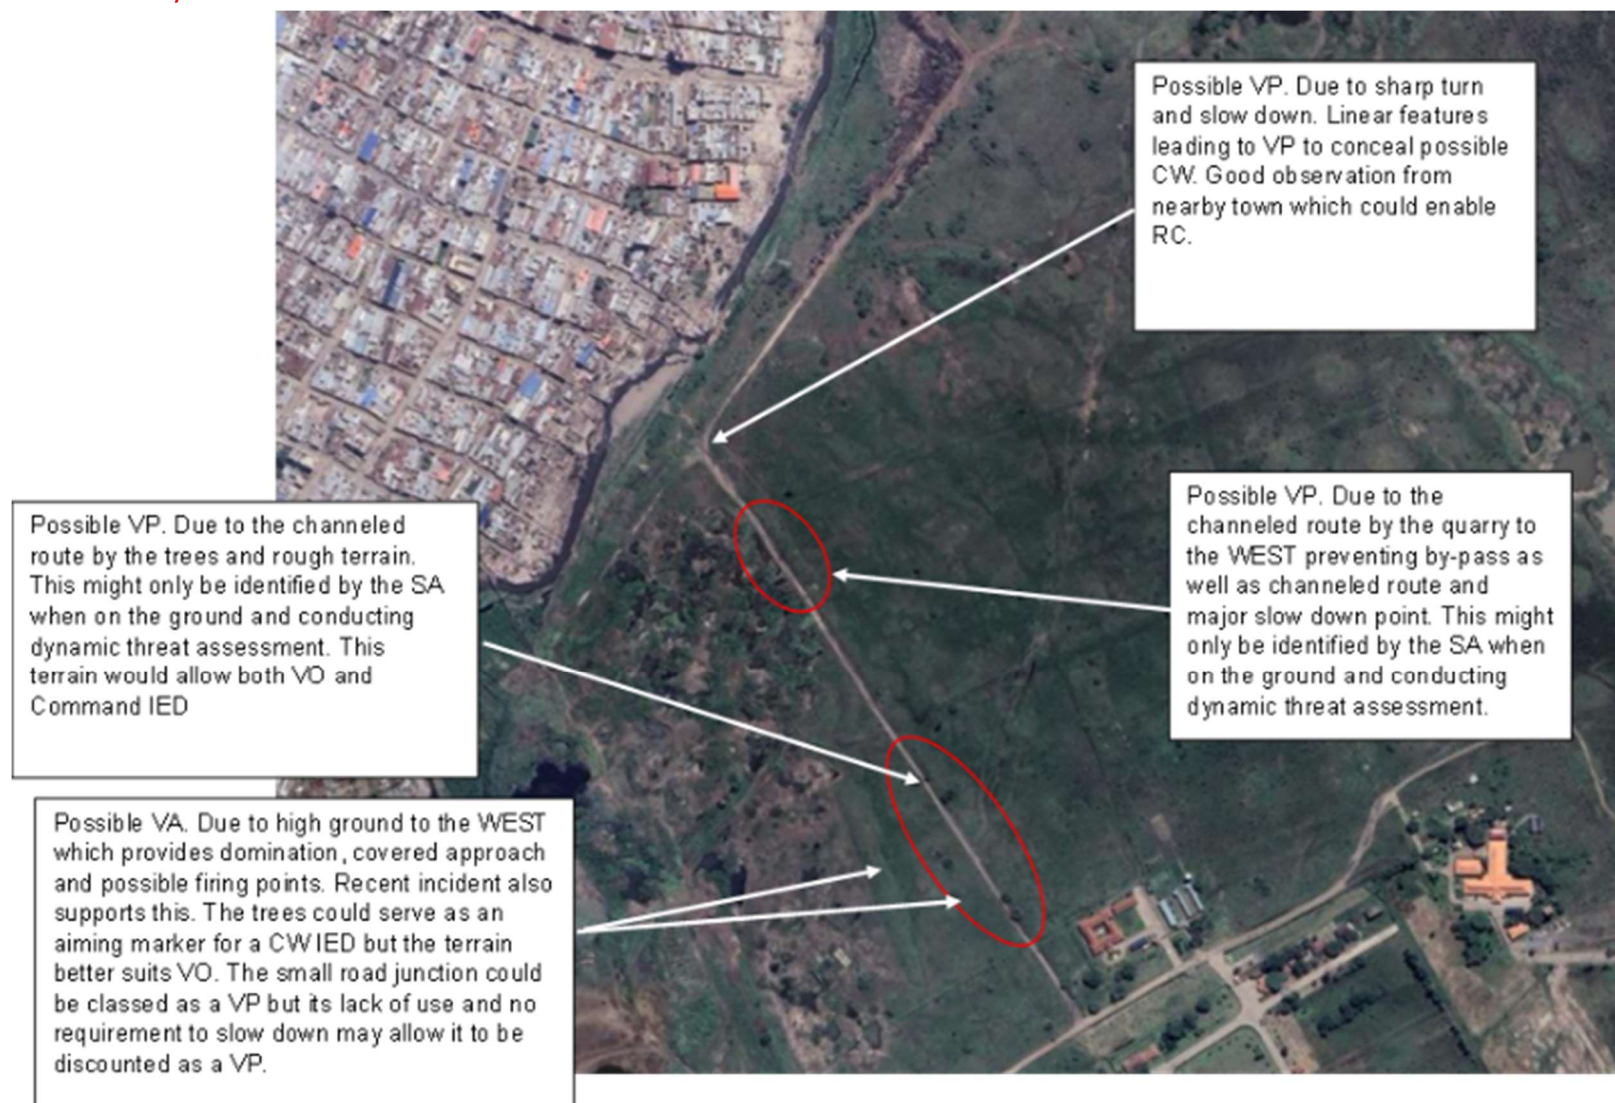 Possible VP. Due to sharp turn
and slow down. Linear features
leading to VP to conceal possible
CW. Good observation from
nearby town which could enable
RC.
Possible VP. Due to the channeled
route by the trees and rough terrain.
This might only be identified by the SA
when on the ground and conducting
dynamic threat assessment. This
terrain would allow both VO and
Command IED
Possible VP. Due to the
channeled route by the quarry to
the WEST preventing by-pass as
well as channeled route and
major slow down point. This might
only be identified by the SA when
on the ground and conducting
dynamic threat assessment.
Possible VA. Due to high ground to the WEST
which provides domination, covered approach
and possible firing points. Recent incident also
supports this. The trees could serve as an
aiming marker for a CW IED but the terrain
better suits VO. The small road junction could
be classed as a VP but its lack of use and no
requirement to slow down may allow it to be
discounted as a VP.